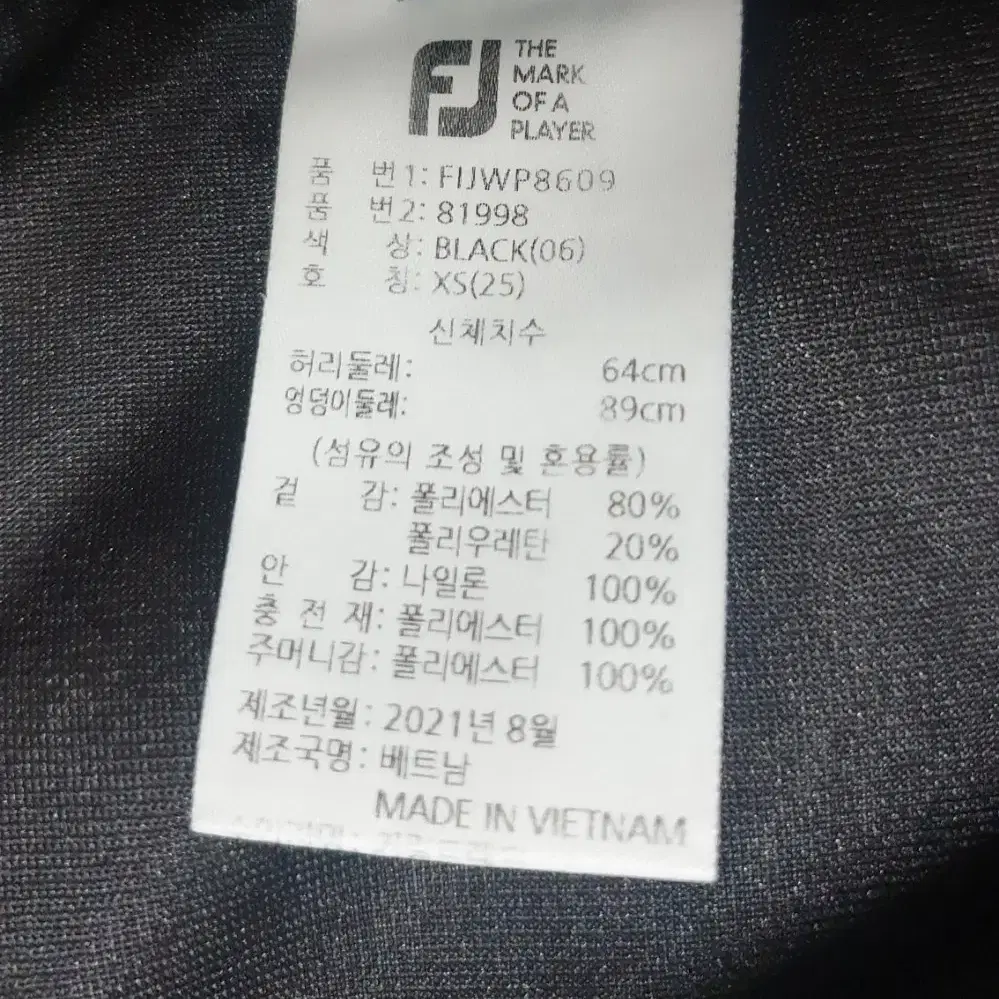 FJ
THE
MARK
OF A
PLAYER
품 번1: FIJWP8609
품 번2: 81998
색 상: BLACK(06)
호 칭: XS(25)
신체치수
허리둘레: 64cm
엉덩이둘레: 89cm
(섬유의 조성 및 혼용률)
겉 감: 폴리에스터 80%
폴리우레탄 20%
안 감: 나일론 100%
충 전 재: 폴리에스터 100%
주머니감: 폴리에스터 100%
제조년월: 2021년 8월
제조국명: 베트남
MADE IN VIETNAM